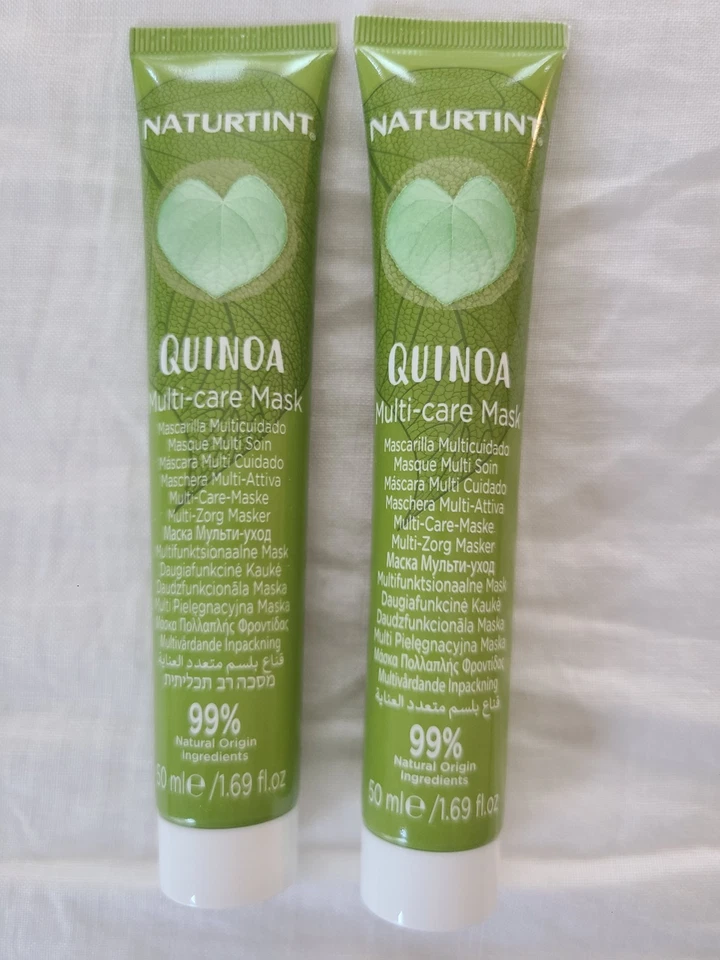 NATURTINT®
QUINOA
Multi-care Mask
Mascarilla Multicuidado
Masque Multi Soin
Máscara Multi Cuidado
Maschera Multi-Attiva
Multi-Care-Maske
Multi-Zorg Masker
Маска Мульти-уход
Multifunktsionaalne Mask
Daugiafunkcinė Kaukė
Daudzfunkcionāla Maska
Multi Pielęgnacyjna Maska
Μάσκα Πολλαπλής Φροντίδας
Multivårdande Inpackning
قناع بلسم متعدد العناية
מסכה רב תכליתית
99%
Natural Origin
Ingredients
50 ml℮/1.69 fl.oz
NATURTINT®
QUINOA
Multi-care Mask
Mascarilla Multicuidado
Masque Multi Soin
Máscara Multi Cuidado
Maschera Multi-Attiva
Multi-Care-Maske
Multi-Zorg Masker
Маска Мульти-уход
Multifunktsionaalne Mask
Daugiafunkcinė Kaukė
Daudzfunkcionāla Maska
Multi Pielęgnacyjna Maska
Μάσκα Πολλαπλής Φροντίδας
Multivårdande Inpackning
قناع بلسم متعدد العناية
99%
Natural Origin
Ingredients
50 ml℮/1.69 fl.oz